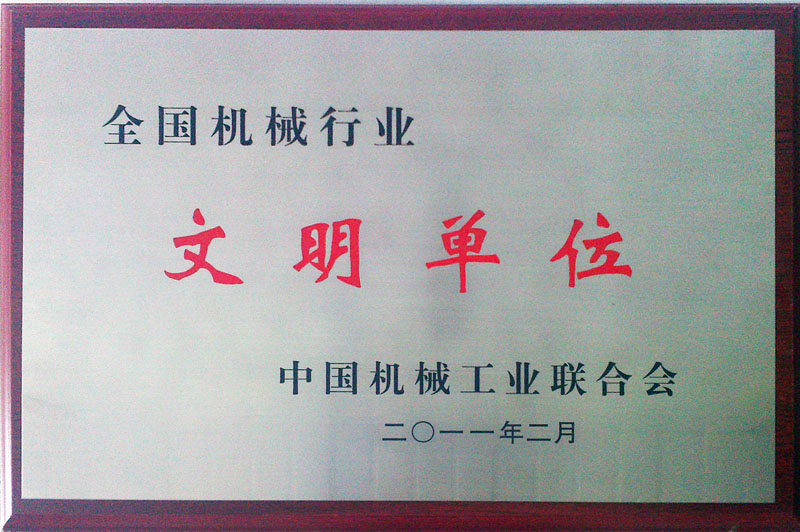 全国机械行业
文明单位
中国机械工业联合会
二〇一一年二月